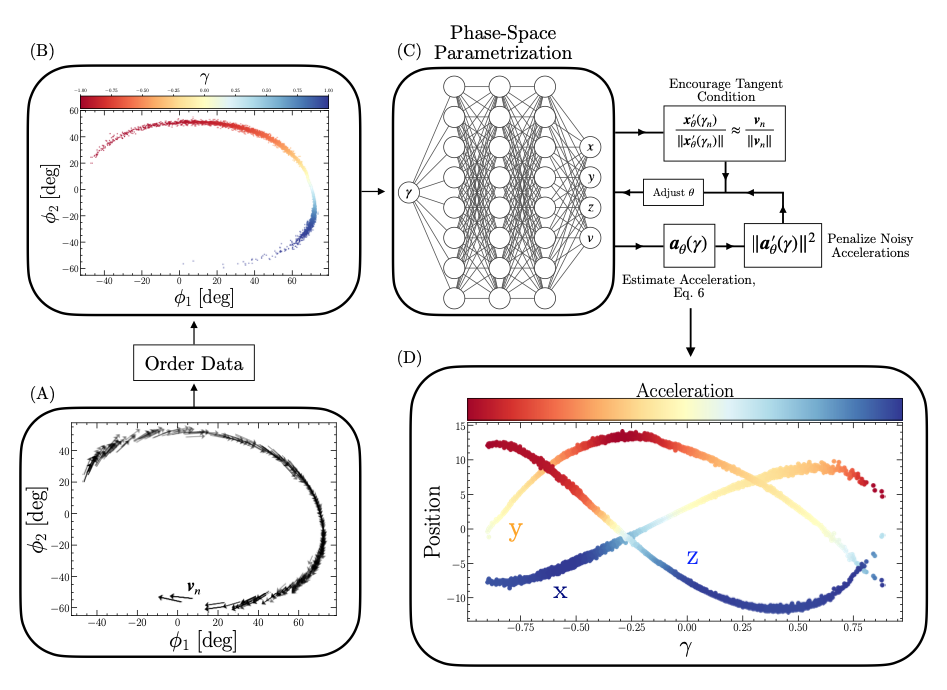 (B)
γ
−1.00 −0.75 −0.50 −0.25 0.00 0.25 0.50 0.75 1.00
60
40
20
0
−20
−40
−60
ϕ₂ [deg]
−40 −20 0 20 40 60
ϕ₁ [deg]
Order Data
(A)
40
20
0
−20
−40
−60
ϕ₂ [deg]
vₙ
−40 −20 0 20 40 60
ϕ₁ [deg]
(C)
Phase-Space
Parametrization
γ
x
y
z
v
Encourage Tangent
Condition
x′θ(γₙ) / ‖x′θ(γₙ)‖ ≈ vₙ / ‖vₙ‖
Adjust θ
aθ(γ)
‖a′θ(γ)‖²
Penalize Noisy
Accelerations
Estimate Acceleration,
Eq. 6
(D)
Acceleration
15
10
5
0
−5
−10
Position
y
x
z
−0.75 −0.50 −0.25 0.00 0.25 0.50 0.75
γ